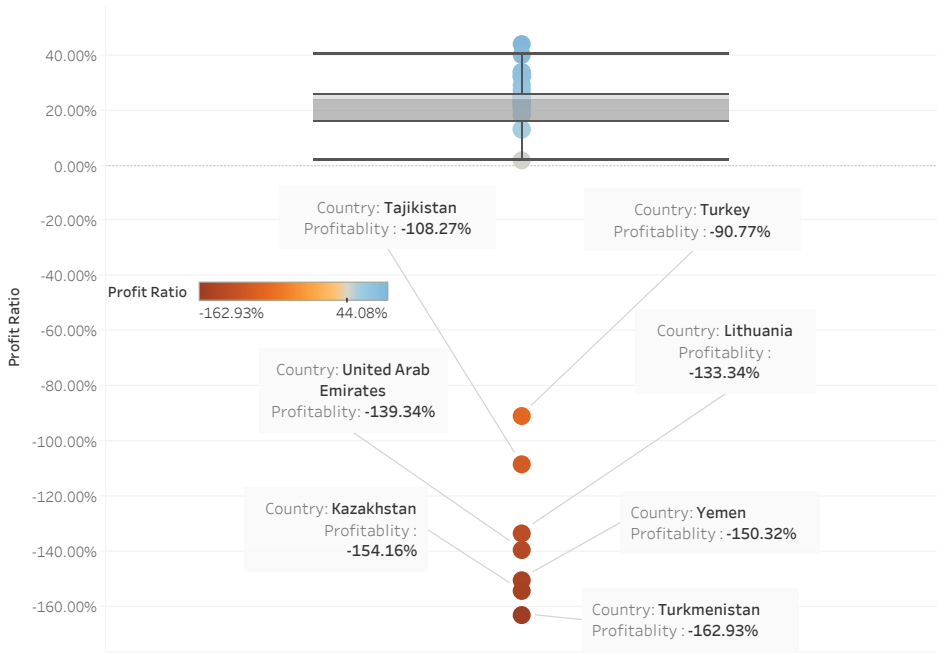 40.00%
20.00%
0.00%
-20.00%
-40.00%
-60.00%
-80.00%
-100.00%
-120.00%
-140.00%
-160.00%
Profit Ratio
Country: Tajikistan
Profitablity : -108.27%
Country: Turkey
Profitablity : -90.77%
Profit Ratio
-162.93%
44.08%
Country: Lithuania
Profitablity :
-133.34%
Country: United Arab
Emirates
Profitablity: -139.34%
Country: Kazakhstan
Profitablity :
-154.16%
Country: Yemen
Profitablity : -150.32%
Country: Turkmenistan
Profitablity : -162.93%